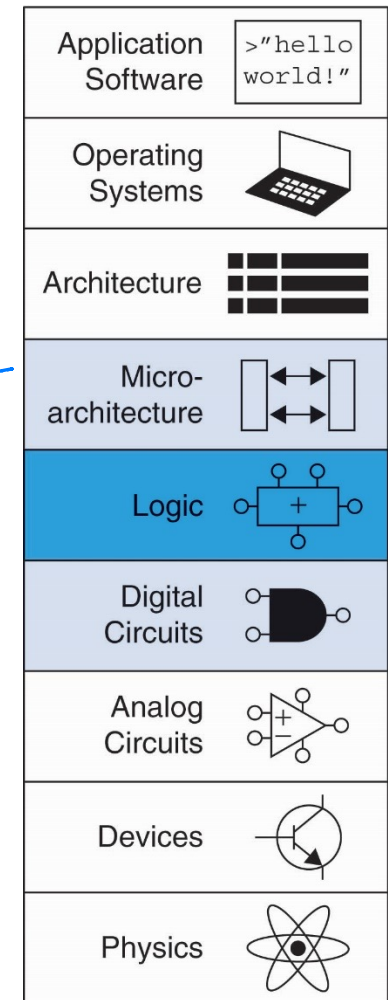 Application
Software
>"hello
world!"
Operating
Systems
Architecture
Micro-
architecture
Logic
+
Digital
Circuits
Analog
Circuits
+
−
Devices
Physics